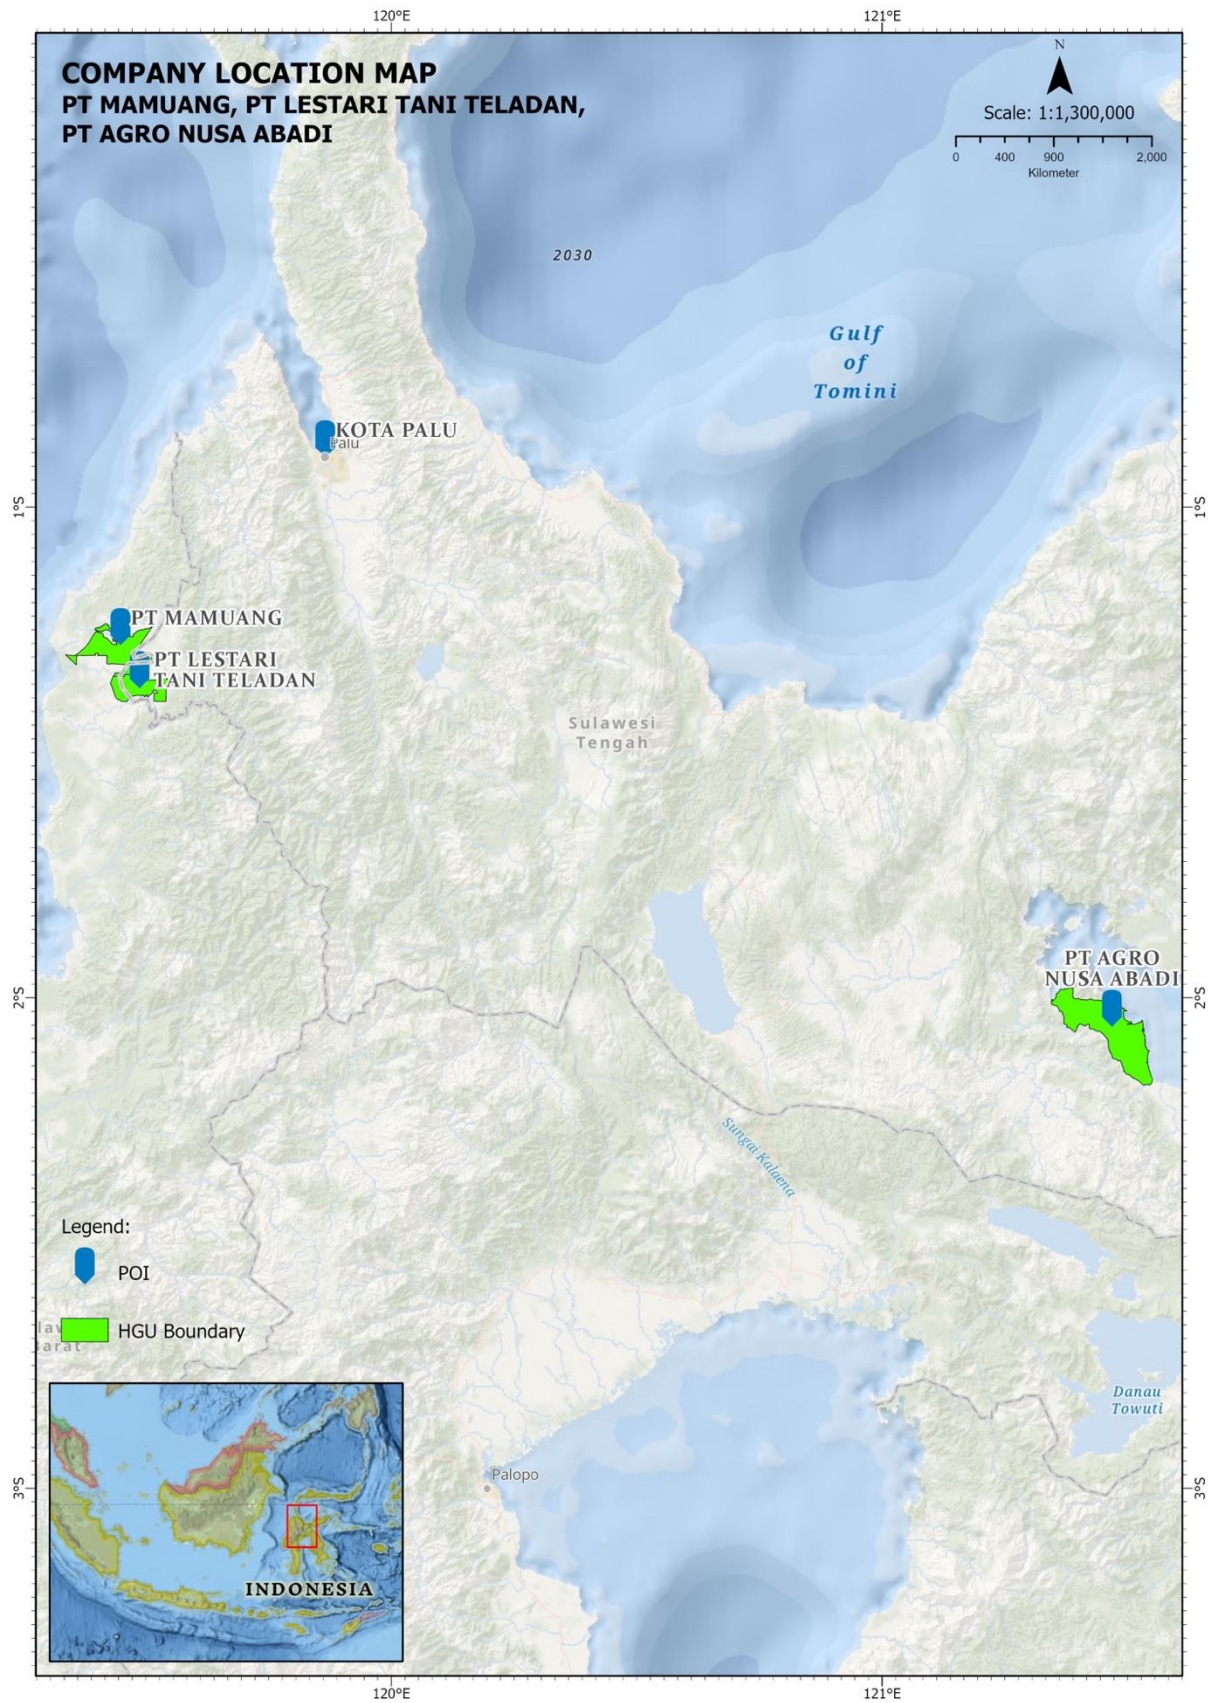 120°E
121°E
COMPANY LOCATION MAP
PT MAMUANG, PT LESTARI TANI TELADAN,
PT AGRO NUSA ABADI
N
Scale: 1:1,300,000
0 400 900 2,000
Kilometer
2030
Gulf
of
Tomini
KOTA PALU
Palu
1°S
1°S
PT MAMUANG
PT LESTARI
TANI TELADAN
Sulawesi
Tengah
PT AGRO
NUSA ABADI
2°S
2°S
Sungai Kalaena
Legend:
POI
HGU Boundary
arat
Danau
Towuti
Palopo
3°S
3°S
INDONESIA
120°E
121°E